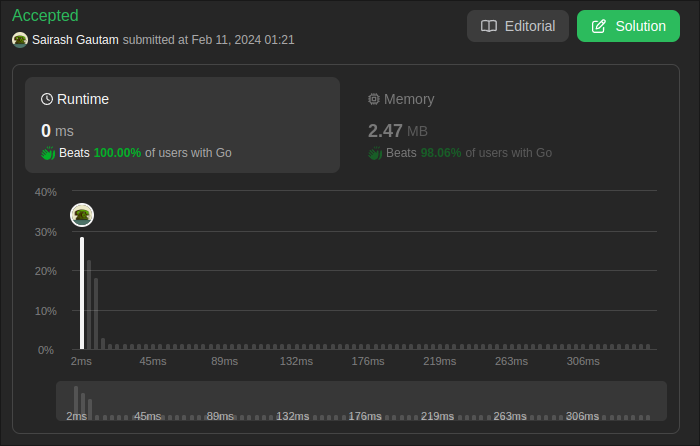 Accepted
Sairash Gautam submitted at Feb 11, 2024 01:21
Editorial
Solution
Runtime
0 ms
Beats 100.00% of users with Go
Memory
2.47 MB
Beats 98.06% of users with Go
40%
30%
20%
10%
0%
2ms 45ms 89ms 132ms 176ms 219ms 263ms 306ms
2ms 45ms 89ms 132ms 176ms 219ms 263ms 306ms